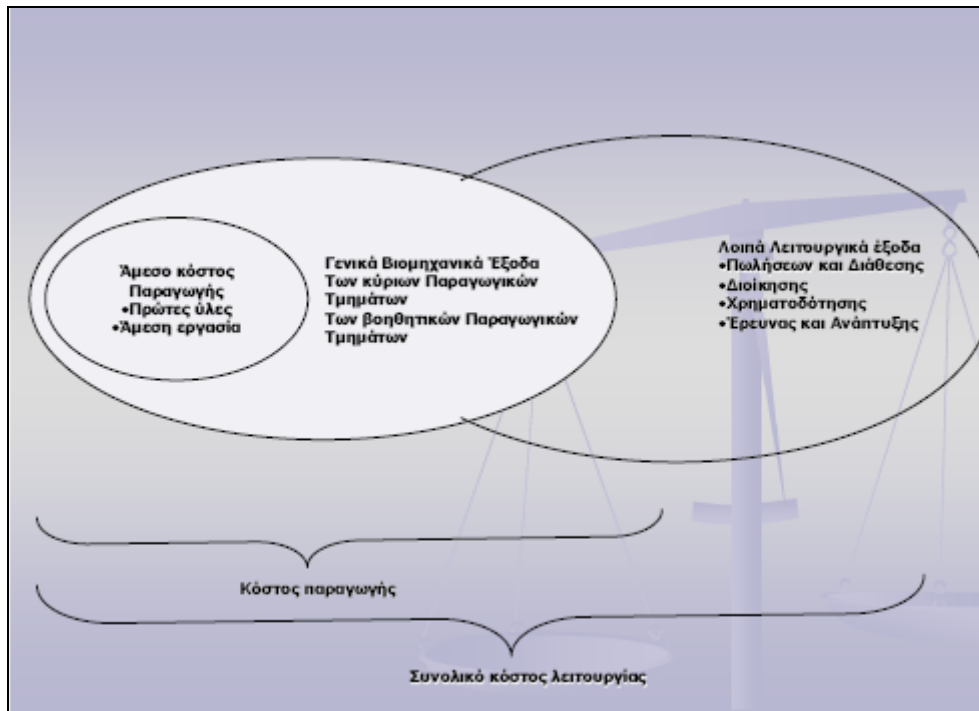 Άμεσο κόστος
Παραγωγής
•Πρώτες ύλες
•Άμεση εργασία
Γενικά Βιομηχανικά Έξοδα
Των κύριων Παραγωγικών
Τμημάτων
Των βοηθητικών Παραγωγικών
Τμημάτων
Λοιπά Λειτουργικά έξοδα
•Πωλήσεων και Διάθεσης
•Διοίκησης
•Χρηματοδότησης
•Έρευνας και Ανάπτυξης
Κόστος παραγωγής
Συνολικό κόστος λειτουργίας